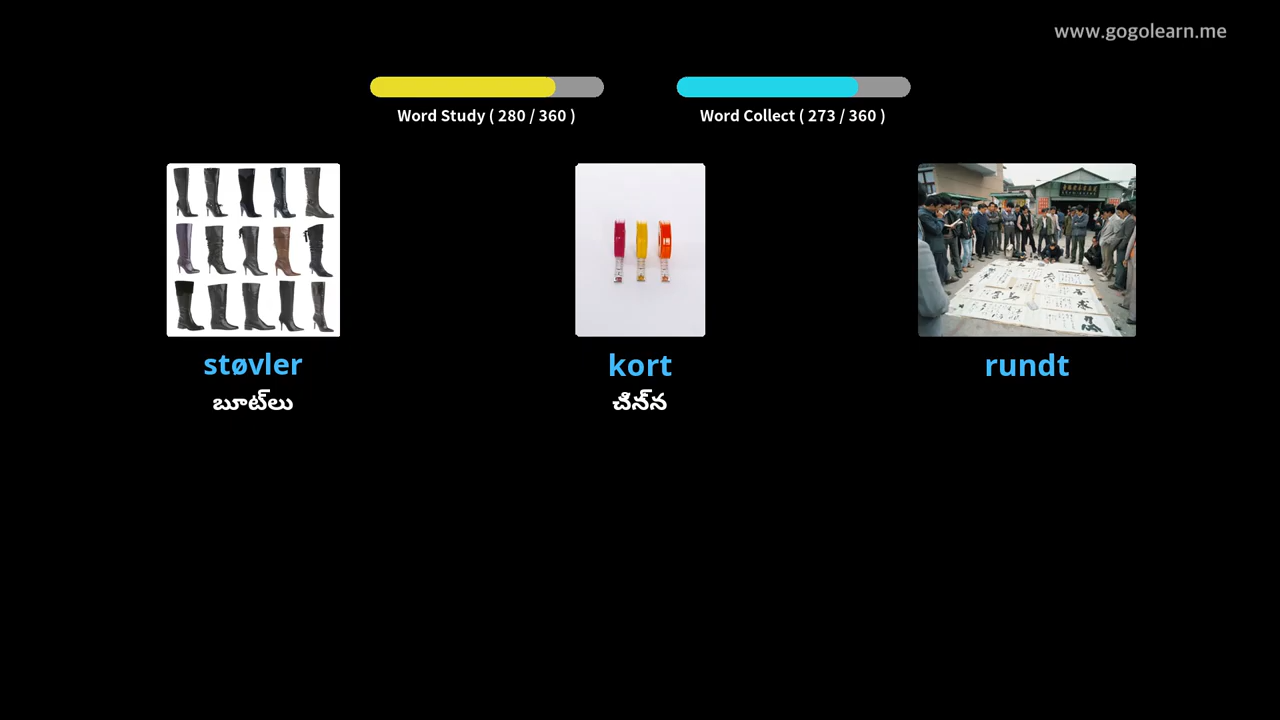 www.gogolearn.me
Word Study ( 280 / 360 )
Word Collect ( 273 / 360 )
støvler
kort
rundt
బూట్‌లు
చిన్న